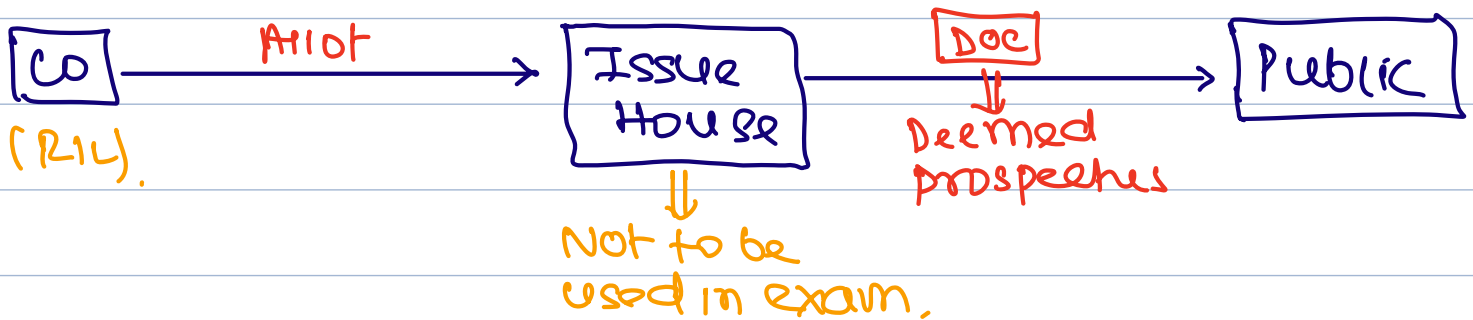 CO
Allot
Issue
House
DOC
Public
(RIL).
Deemed
prospectus
Not to be
used in exam.